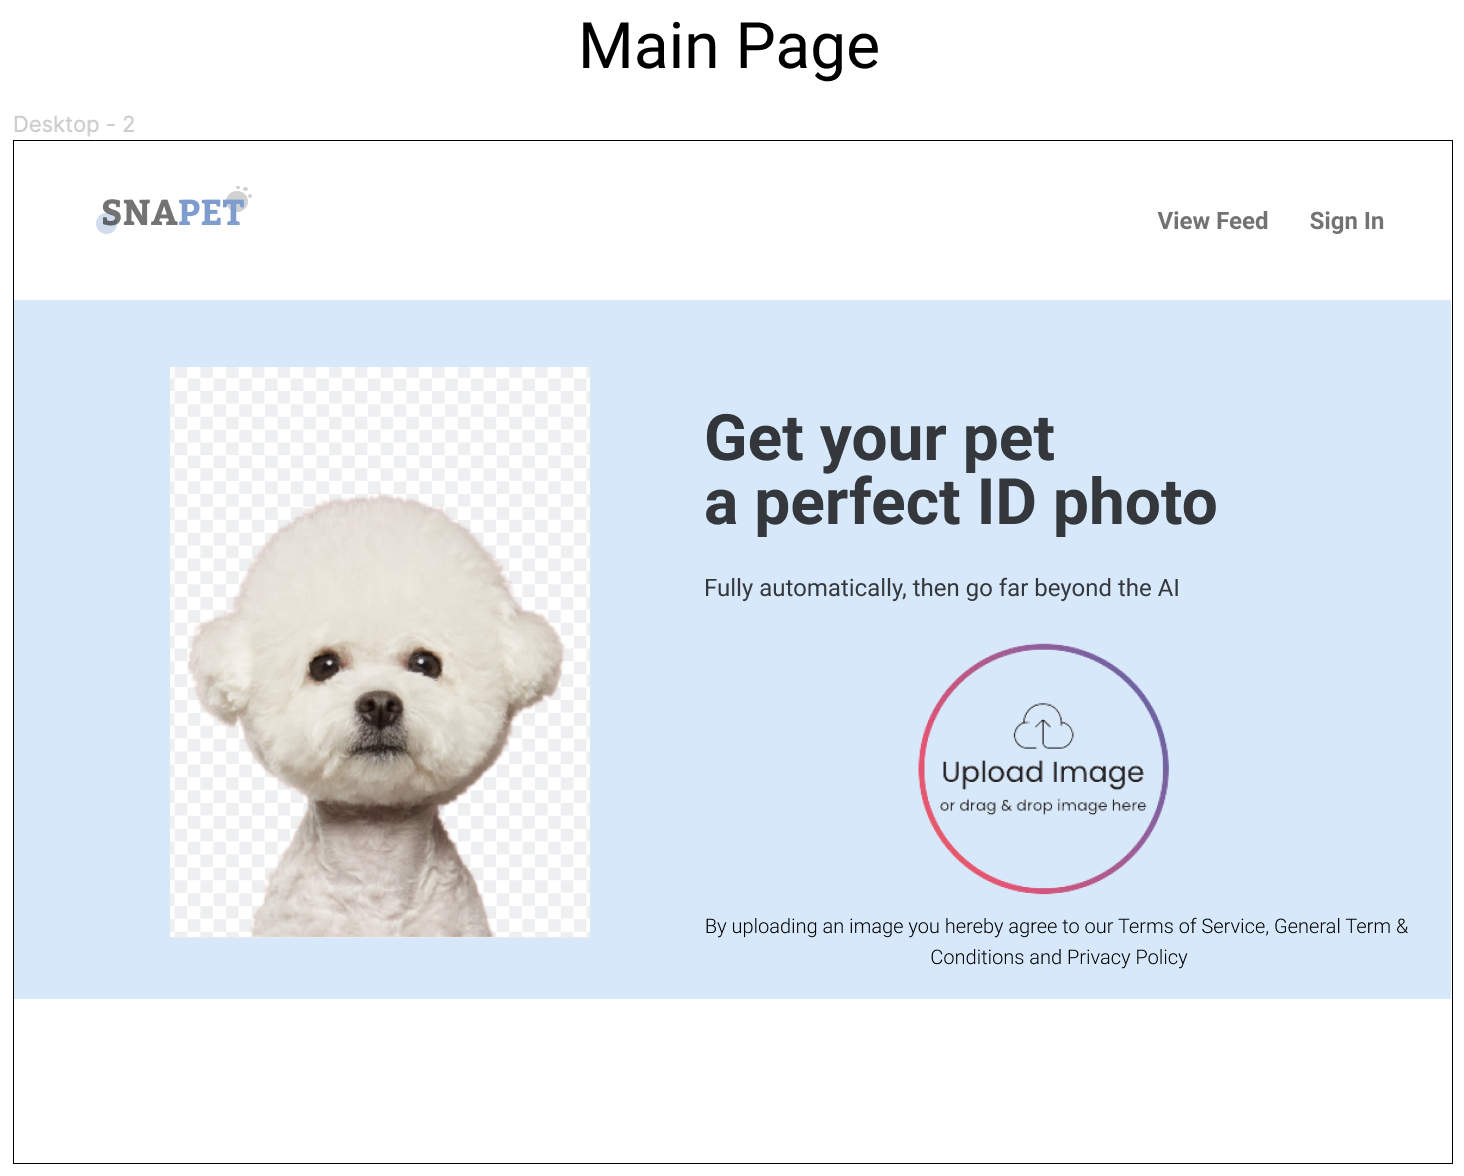 Main Page
Desktop - 2
SNAPET
View Feed
Sign In
Get your pet
a perfect ID photo
Fully automatically, then go far beyond the AI
Upload Image
or drag & drop image here
By uploading an image you hereby agree to our Terms of Service, General Term &
Conditions and Privacy Policy